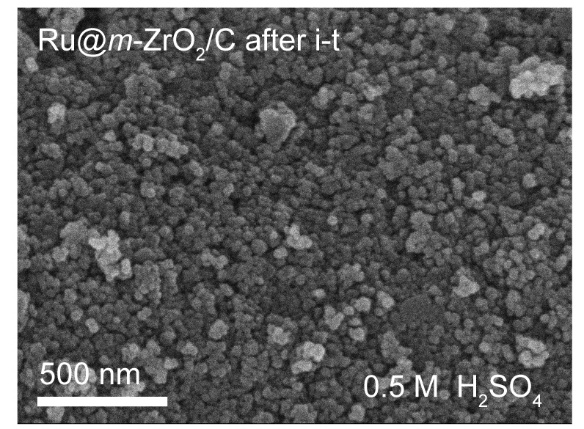 Ru@m-ZrO₂/C after i-t
500 nm
0.5 M H₂SO₄